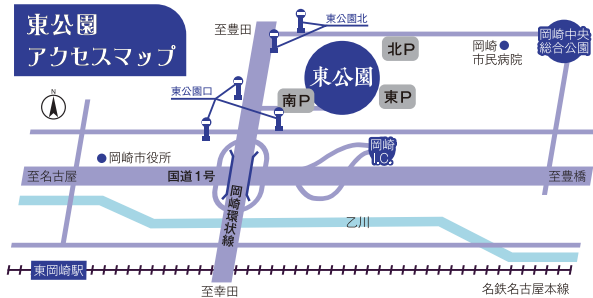 東公園
アクセスマップ
至豊田
東公園北
北P
岡崎
市民病院
岡崎中央
総合公園
東公園
東公園口
南P
東P
N
岡崎市役所
岡崎
I.C.
至名古屋
国道1号
至豊橋
岡崎環状線
乙川
東岡崎駅
至幸田
名鉄名古屋本線